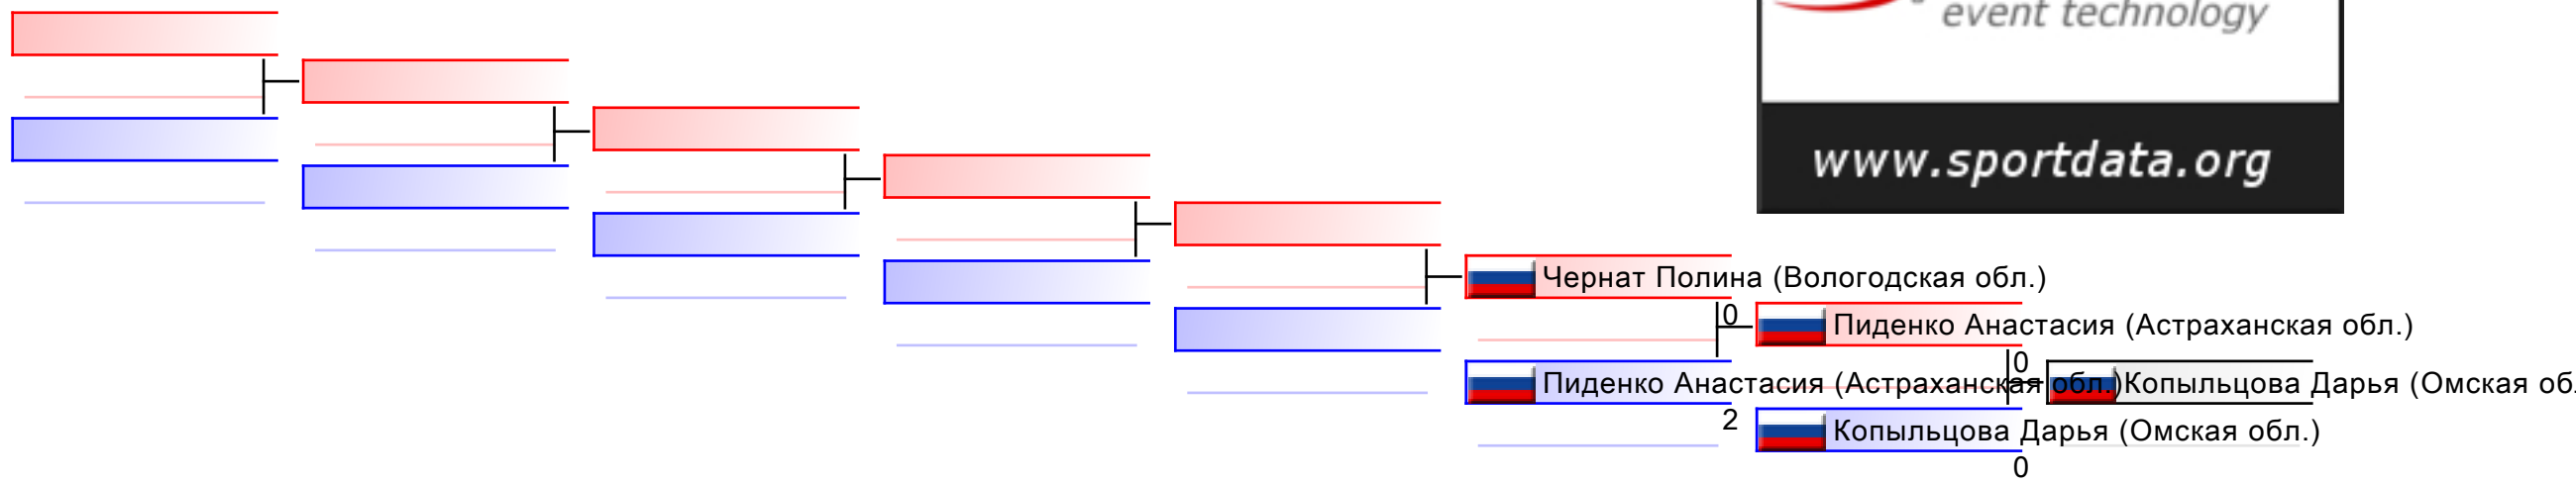 event technology
www.sportdata.org
Чернат Полина (Вологодская обл.)
0
Пиденко Анастасия (Астраханская обл.)
0
Пиденко Анастасия (Астраханская обл.)
Копыльцова Дарья (Омская об
2
Копыльцова Дарья (Омская обл.)
0